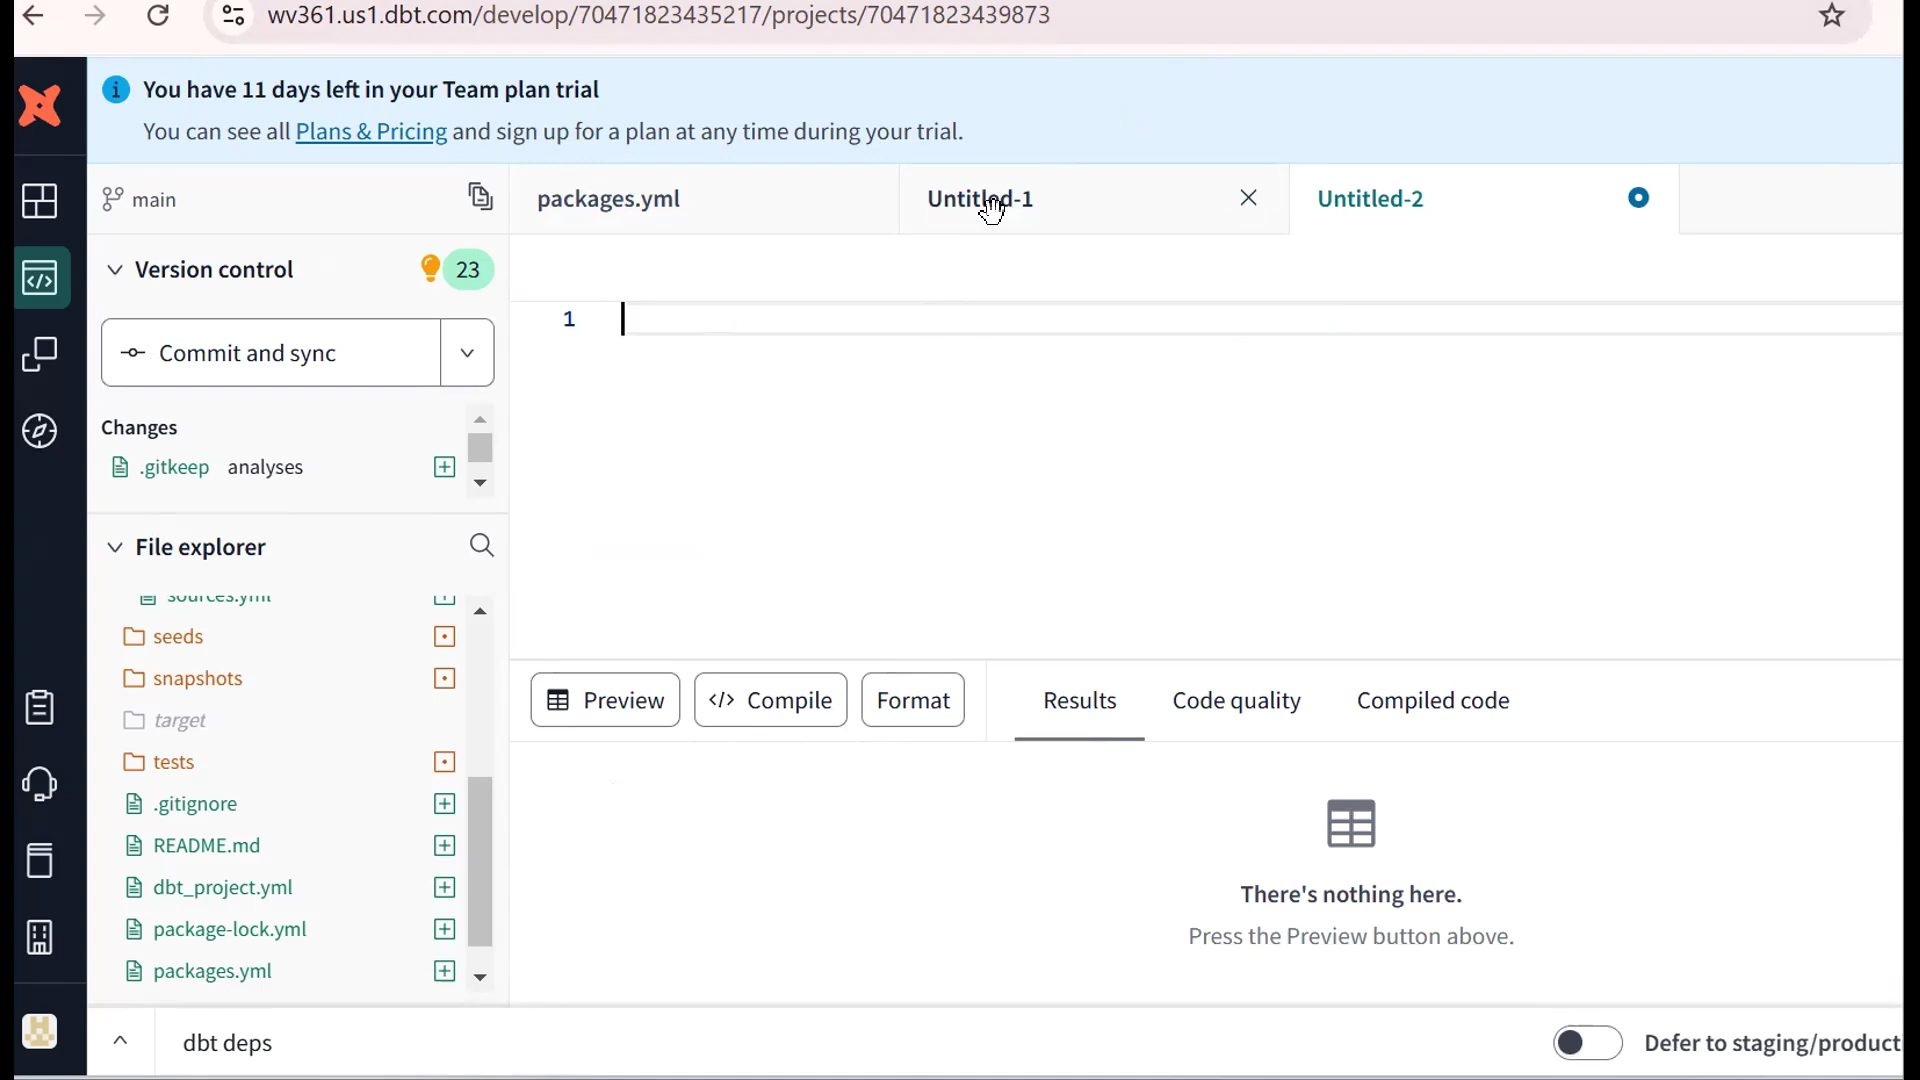 wv361.us1.dbt.com/develop/70471823435217/projects/70471823439873
You have 11 days left in your Team plan trial
You can see all Plans & Pricing and sign up for a plan at any time during your trial.
main
packages.yml
Untitled-1
Untitled-2
Version control
23
1
Commit and sync
Changes
.gitkeep analyses
File explorer
sources.yml
seeds
snapshots
target
tests
.gitignore
README.md
dbt_project.yml
package-lock.yml
packages.yml
Preview
Compile
Format
Results
Code quality
Compiled code
There's nothing here.
Press the Preview button above.
dbt deps
Defer to staging/product